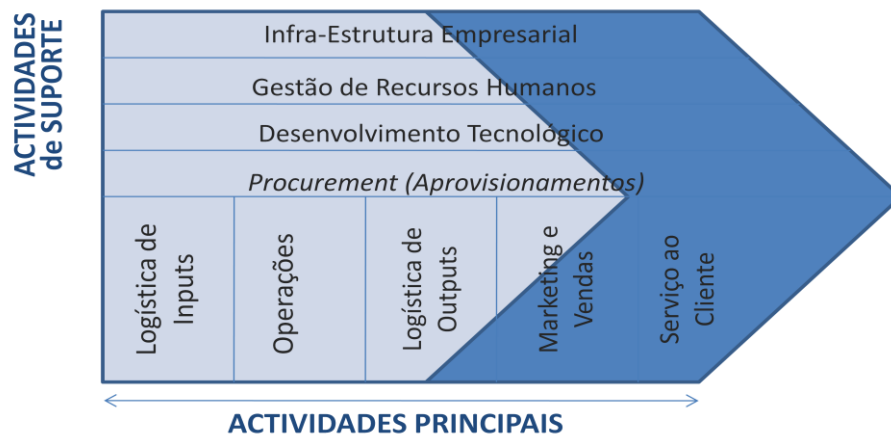 ACTIVIDADES
de SUPORTE
Infra-Estrutura Empresarial
Gestão de Recursos Humanos
Desenvolvimento Tecnológico
Procurement (Aprovisionamentos)
Logística de
Inputs
Operações
Logística de
Outputs
Marketing e
Vendas
Serviço ao
Cliente
ACTIVIDADES PRINCIPAIS